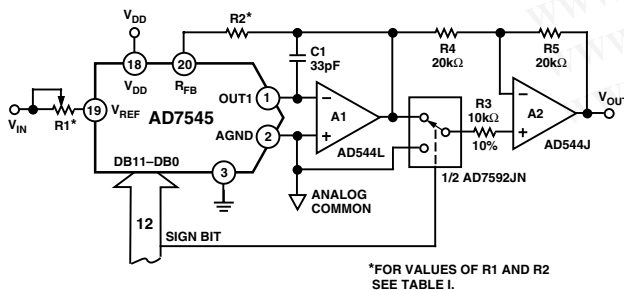 V_DD
R2*
C1
33pF
R4
20kΩ
R5
20kΩ
18
20
V_DD
R_FB
19
V_REF
V_IN
R1*
AD7545
OUT1
1
AGND
2
3
DB11–DB0
12
SIGN BIT
ANALOG
COMMON
–
+
A1
AD544L
R3
10kΩ
10%
1/2 AD7592JN
–
+
A2
AD544J
V_OUT
*FOR VALUES OF R1 AND R2
SEE TABLE I.